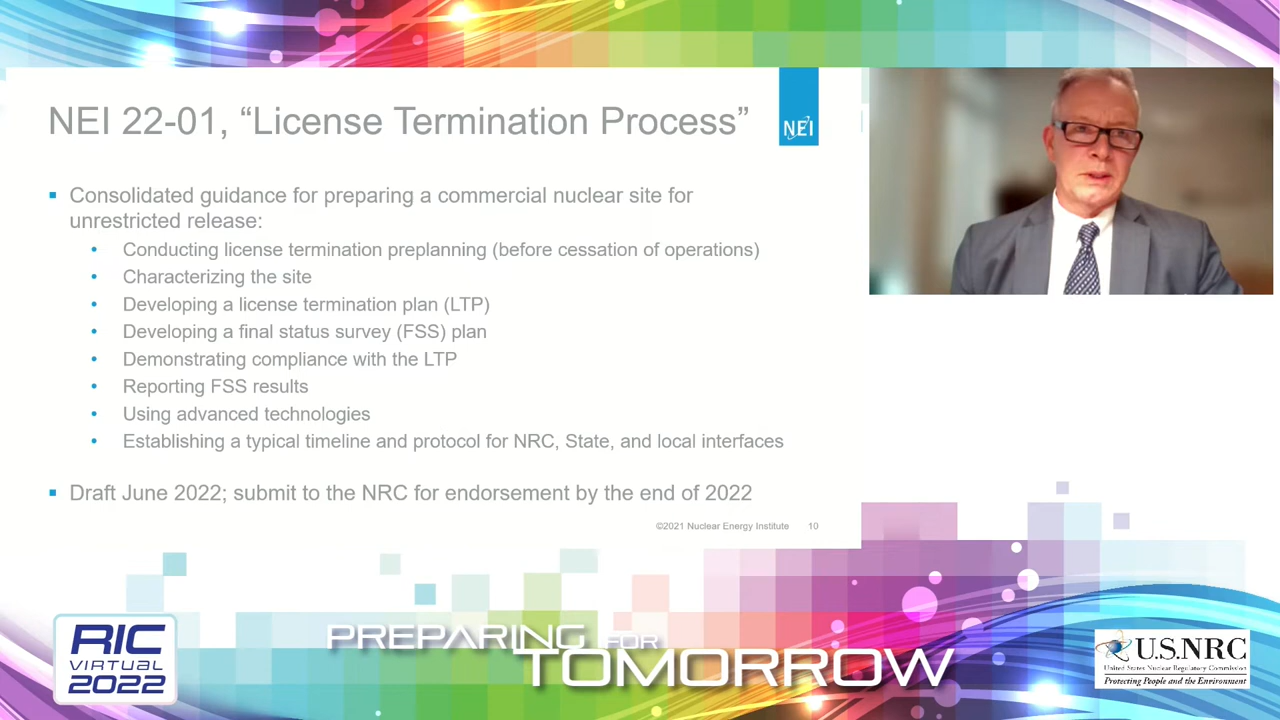 NEI 22-01, “License Termination Process”
NEI
▪ Consolidated guidance for preparing a commercial nuclear site for
unrestricted release:
• Conducting license termination preplanning (before cessation of operations)
• Characterizing the site
• Developing a license termination plan (LTP)
• Developing a final status survey (FSS) plan
• Demonstrating compliance with the LTP
• Reporting FSS results
• Using advanced technologies
• Establishing a typical timeline and protocol for NRC, State, and local interfaces
▪ Draft June 2022; submit to the NRC for endorsement by the end of 2022
©2021 Nuclear Energy Institute 10
RIC
VIRTUAL
2022
PREPARING FOR
TOMORROW
U.S.NRC
United States Nuclear Regulatory Commission
Protecting People and the Environment